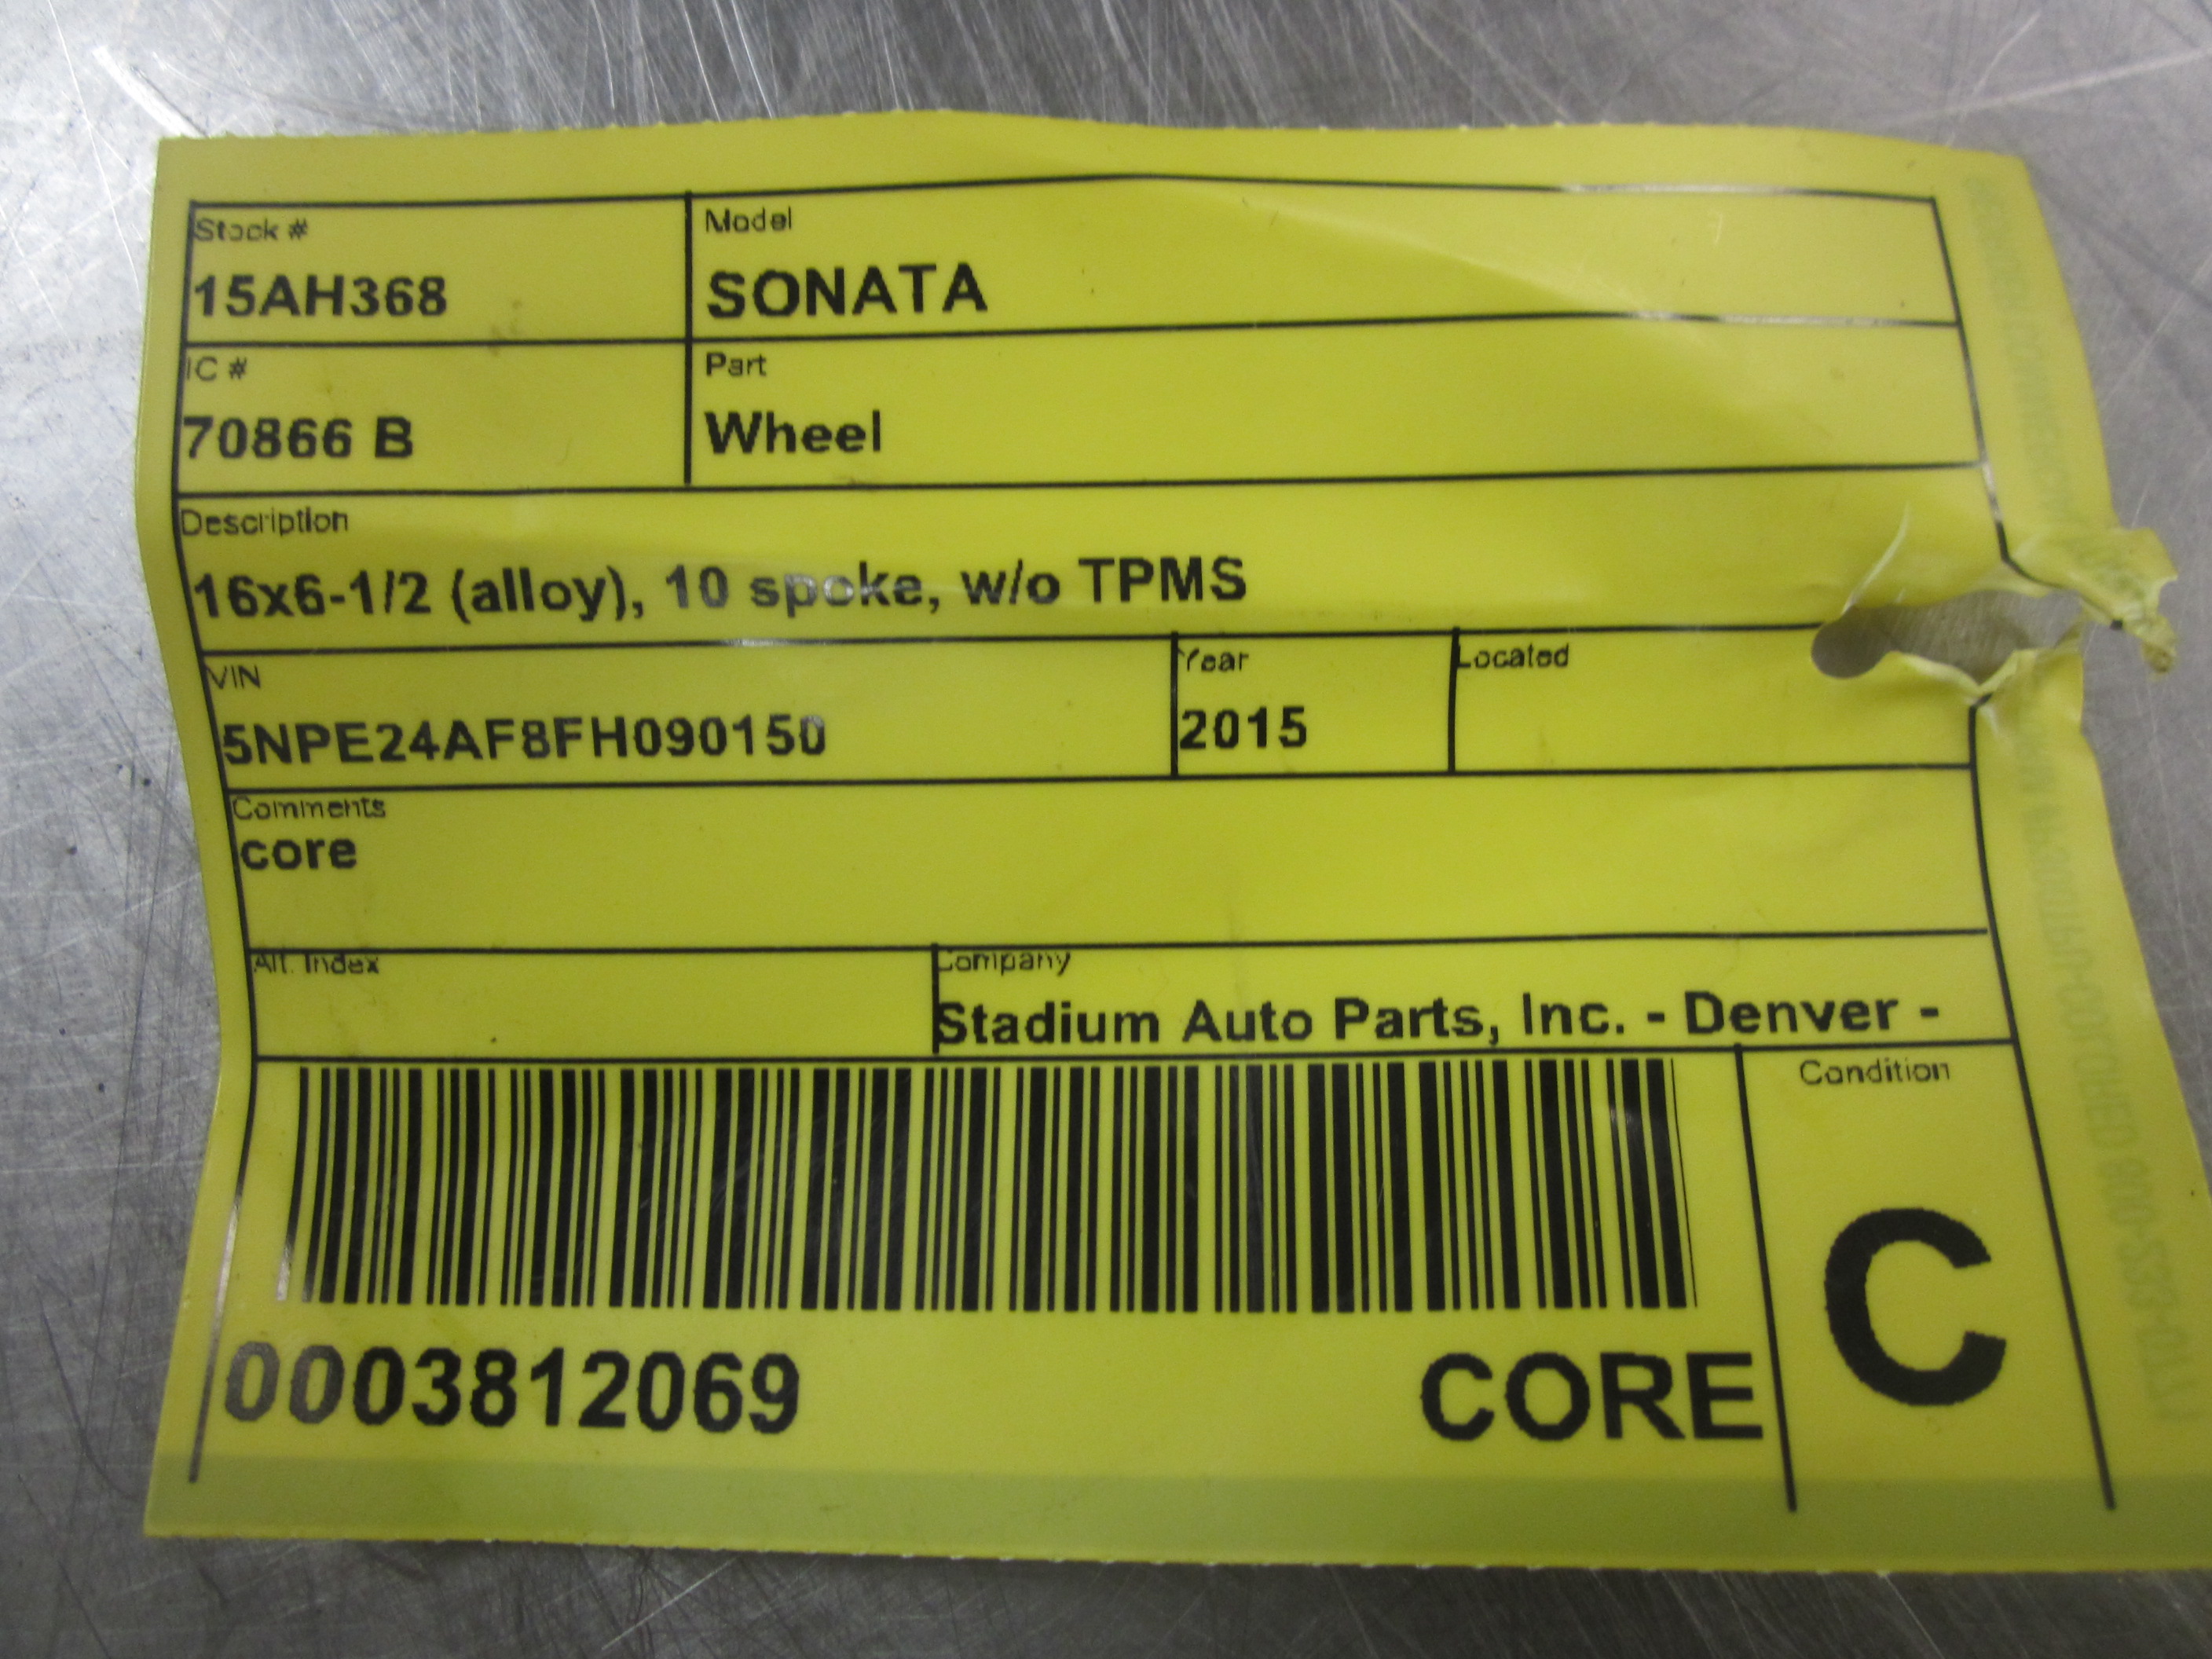 Stock #
15AH368
Model
SONATA
IC #
70866 B
Part
Wheel
Description
16x6-1/2 (alloy), 10 spoke, w/o TPMS
VIN
5NPE24AF8FH090150
Year
2015
Located
Comments
core
Alt. Index
Company
Stadium Auto Parts, Inc. - Denver -
0003812069
CORE
Condition
C